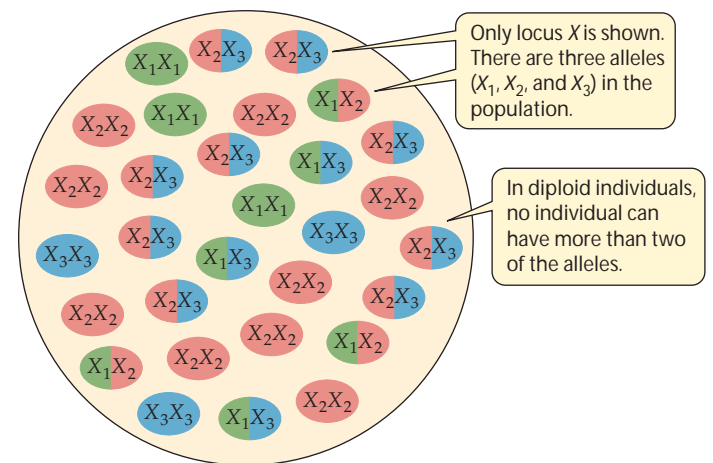 X₁X₁
X₂X₃
X₂X₃
X₁X₂
X₂X₂
X₁X₁
X₂X₂
X₂X₃
X₂X₃
X₁X₃
X₂X₂
X₂X₃
X₂X₂
X₁X₁
X₃X₃
X₂X₃
X₂X₃
X₃X₃
X₁X₃
X₂X₂
X₂X₃
X₂X₃
X₂X₂
X₂X₂
X₁X₂
X₁X₂
X₂X₂
X₂X₂
X₃X₃
X₁X₃
Only locus X is shown.
There are three alleles
(X₁, X₂, and X₃) in the
population.
In diploid individuals,
no individual can
have more than two
of the alleles.